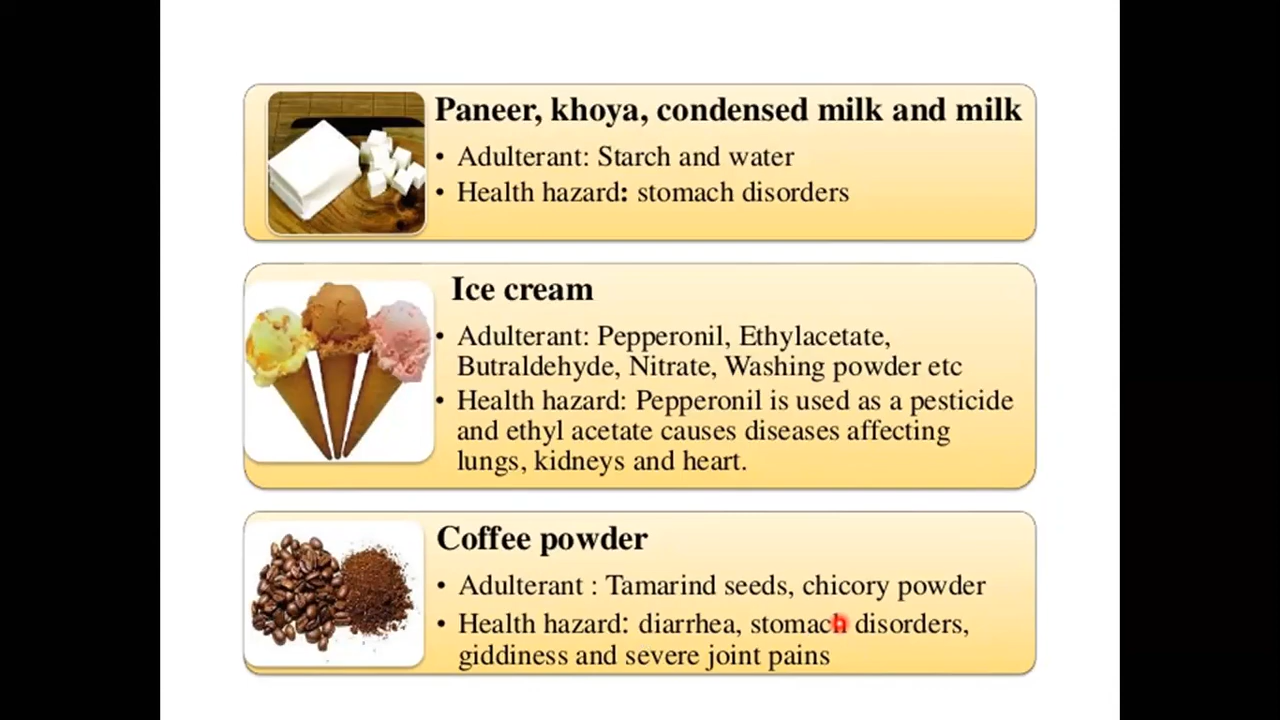 Paneer, khoya, condensed milk and milk
• Adulterant: Starch and water
• Health hazard: stomach disorders
Ice cream
• Adulterant: Pepperonil, Ethylacetate,
Butraldehyde, Nitrate, Washing powder etc
• Health hazard: Pepperonil is used as a pesticide
and ethyl acetate causes diseases affecting
lungs, kidneys and heart.
Coffee powder
• Adulterant : Tamarind seeds, chicory powder
• Health hazard: diarrhea, stomach disorders,
giddiness and severe joint pains